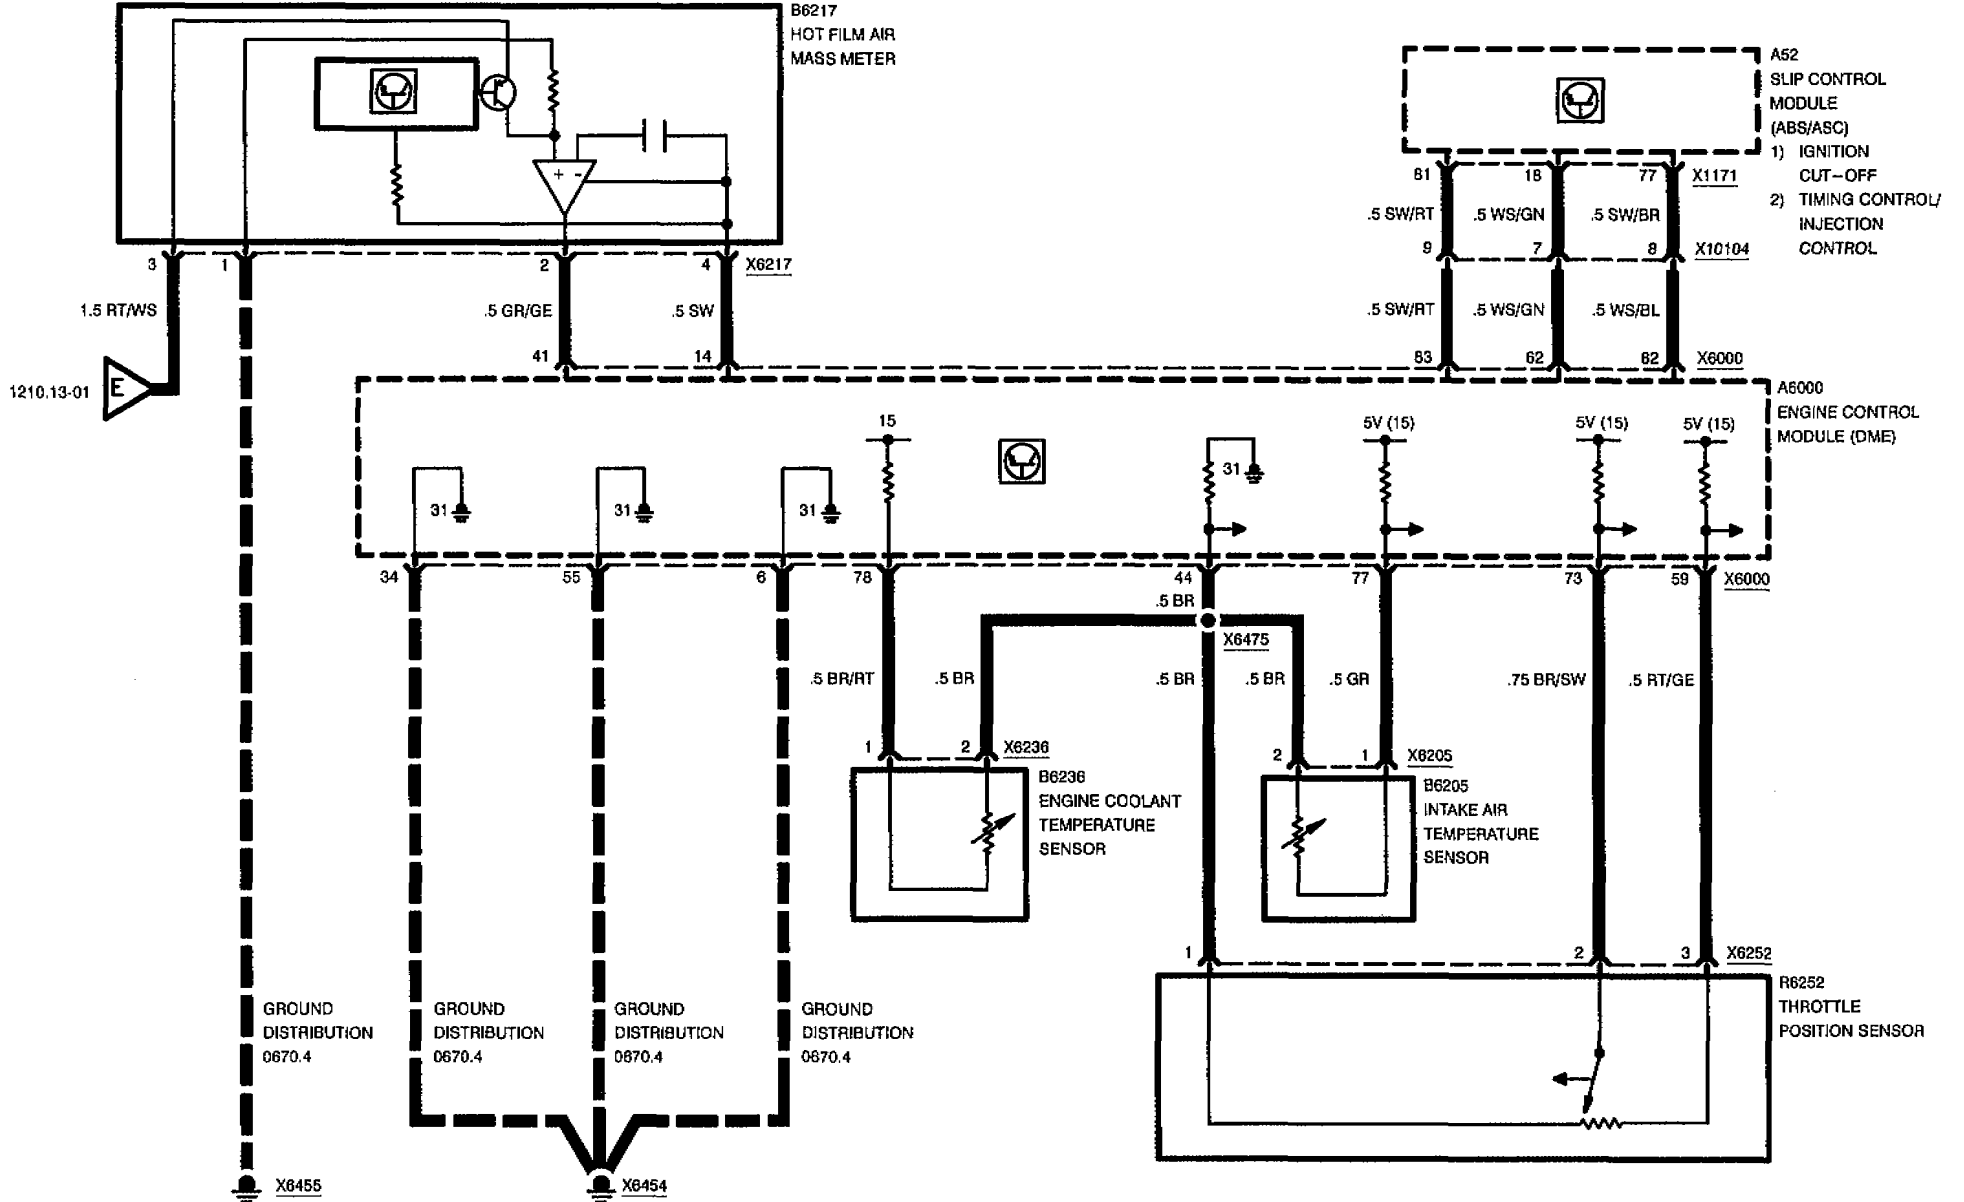 B6217
HOT FILM AIR
MASS METER
+ -
3
1
2
4
X6217
1.5 RT/WS
.5 GR/GE
.5 SW
E
1210.13-01
41
14
A52
SLIP CONTROL
MODULE
(ABS/ASC)
1) IGNITION
CUT-OFF
2) TIMING CONTROL/
INJECTION
CONTROL
81
18
77
X1171
.5 SW/RT
.5 WS/GN
.5 SW/BR
9
7
8
X10104
.5 SW/RT
.5 WS/GN
.5 WS/BL
83
62
82
X6000
A6000
ENGINE CONTROL
MODULE (DME)
15
5V (15)
5V (15)
5V (15)
31
31
31
31
34
55
6
78
44
77
73
59
X6000
.5 BR
X6475
.5 BR/RT
.5 BR
.5 BR
.5 BR
.5 GR
.75 BR/SW
.5 RT/GE
1
2
X6236
2
1
X6205
B6236
ENGINE COOLANT
TEMPERATURE
SENSOR
B6205
INTAKE AIR
TEMPERATURE
SENSOR
1
2
3
X6252
R6252
THROTTLE
POSITION SENSOR
GROUND
DISTRIBUTION
0670.4
GROUND
DISTRIBUTION
0670.4
GROUND
DISTRIBUTION
0670.4
GROUND
DISTRIBUTION
0670.4
X6455
X6454